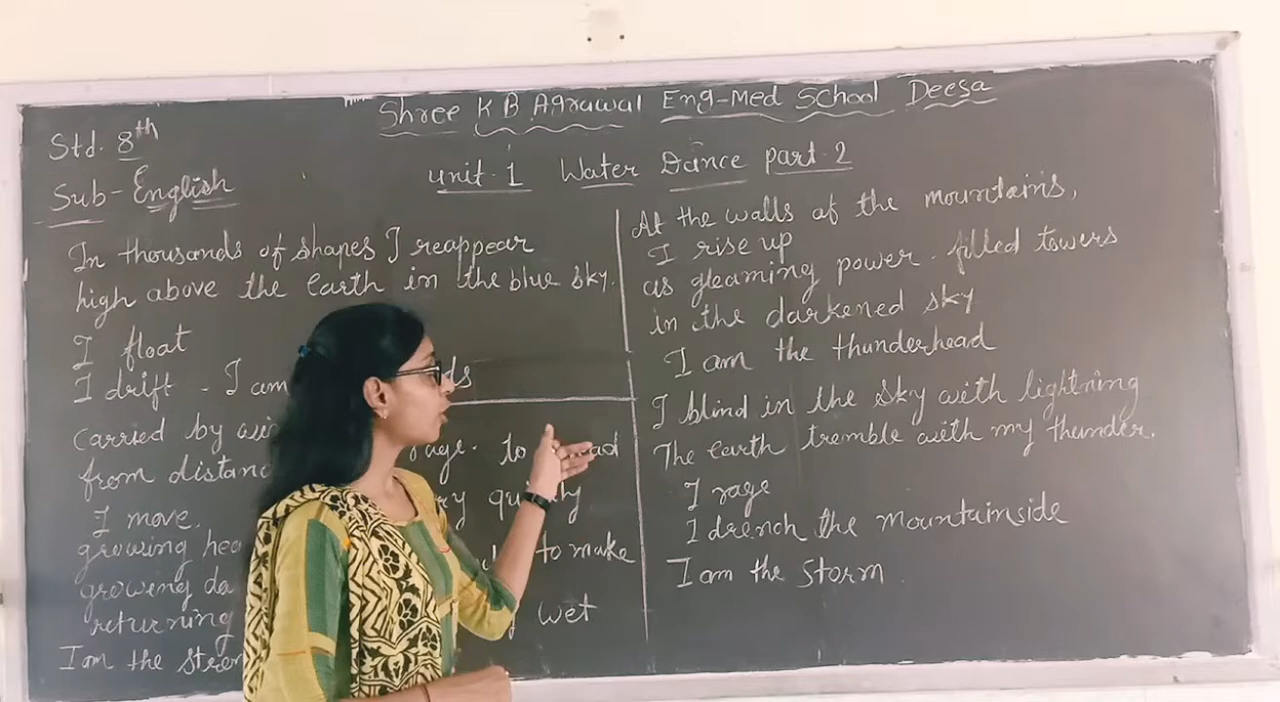 Shree K B Agrawal Eng-Med School Deesa
Std. 8th
Sub- English
unit-1 Water Dance part-2
In thousands of shapes I reappear
high above the earth in the blue sky.
I float
I drift - I am
carried by to
from distanc
I move.
growing to make
groweng da
returning wet
I am the
At the walls of the mountains,
I rise up
as gleaming power-filled towers
in the darkened sky
I am the thunderhead
I blind in the sky with lightning
The earth tremble with my thunder.
I rage
I drench the mountainside
I am the storm